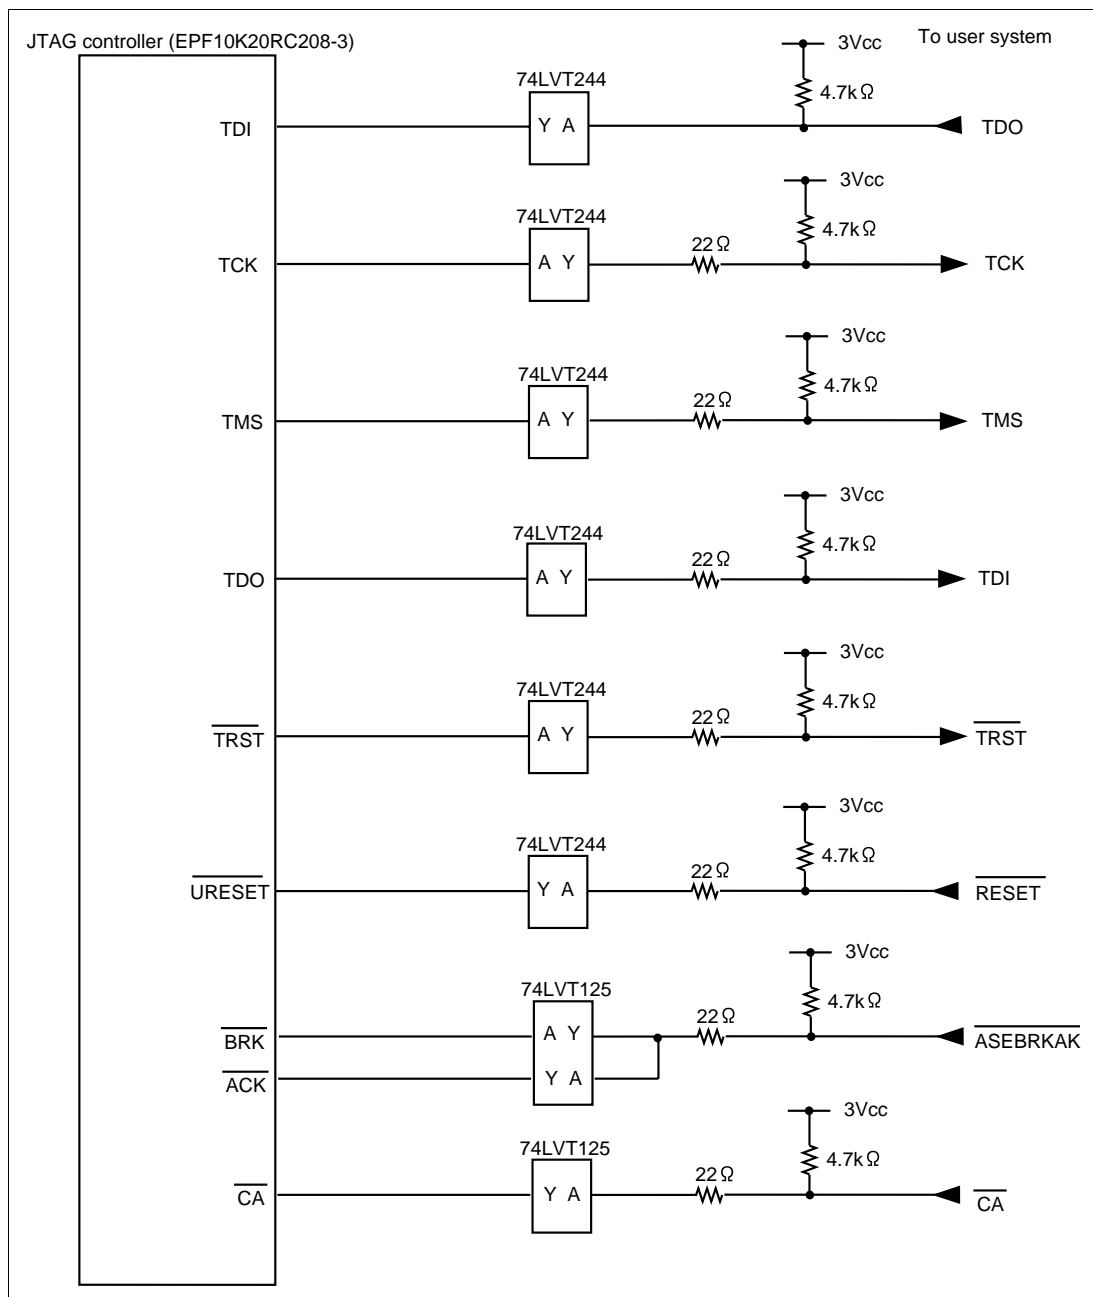 JTAG controller (EPF10K20RC208-3)
To user system
3Vcc
74LVT244
4.7kΩ
TDI
Y A
TDO
3Vcc
74LVT244
4.7kΩ
22Ω
TCK
A Y
TCK
3Vcc
74LVT244
4.7kΩ
22Ω
TMS
A Y
TMS
3Vcc
74LVT244
4.7kΩ
22Ω
TDO
A Y
TDI
3Vcc
74LVT244
4.7kΩ
22Ω
TRST
A Y
TRST
3Vcc
74LVT244
4.7kΩ
22Ω
URESET
Y A
RESET
3Vcc
74LVT125
4.7kΩ
22Ω
BRK
A Y
ASEBRKAK
ACK
Y A
3Vcc
74LVT125
4.7kΩ
22Ω
CA
Y A
CA